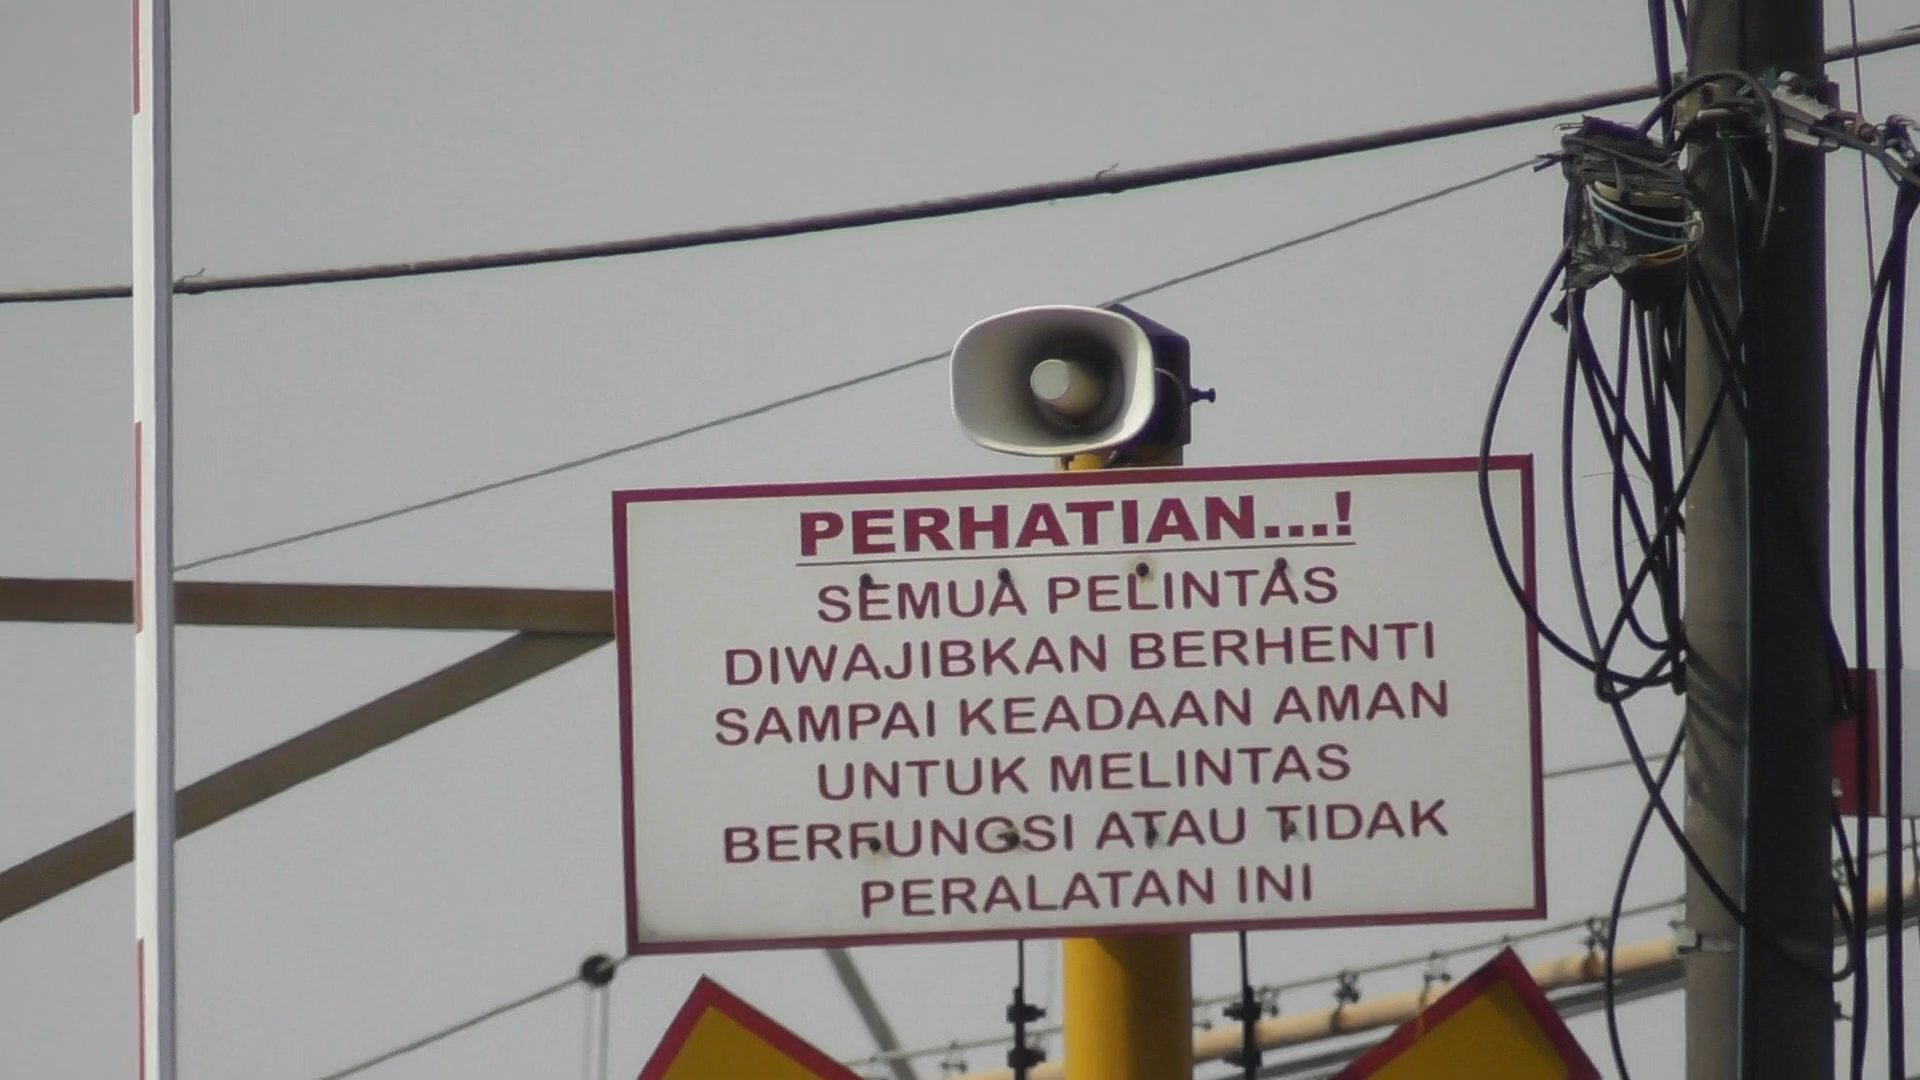 PERHATIAN...!
SEMUA PELINTAS
DIWAJIBKAN BERHENTI
SAMPAI KEADAAN AMAN
UNTUK MELINTAS
BERFUNGSI ATAU TIDAK
PERALATAN INI